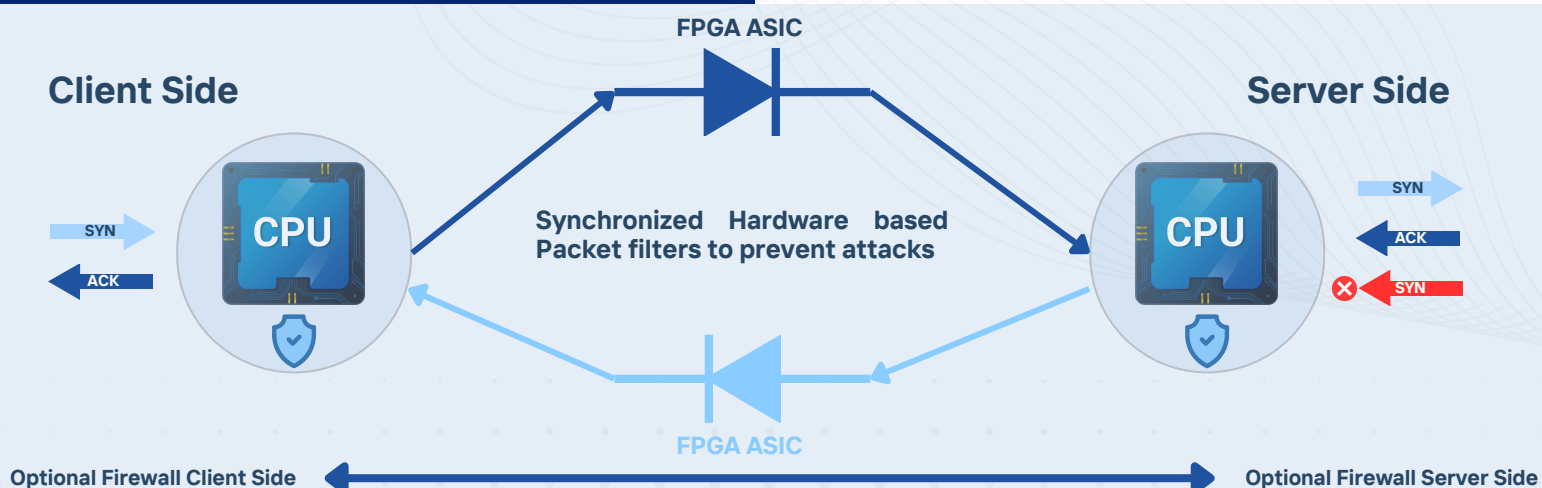 FPGA ASIC
Client Side
Server Side
CPU
CPU
SYN
ACK
SYN
ACK
SYN
Synchronized Hardware based
Packet filters to prevent attacks
FPGA ASIC
Optional Firewall Client Side
Optional Firewall Server Side